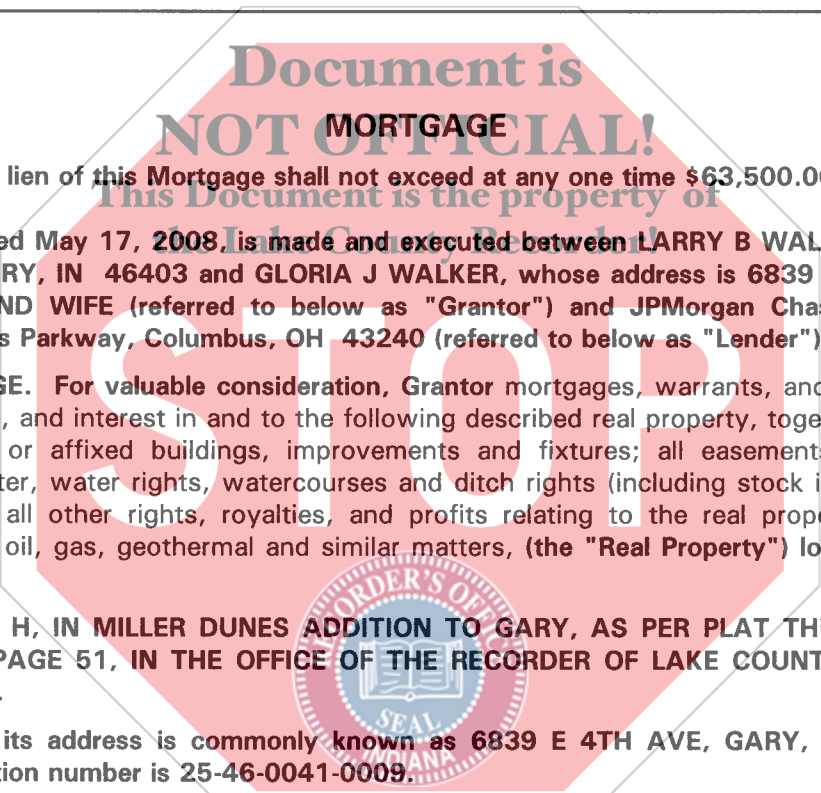 Document is
NOT OFFICIAL!
MORTGAGE
lien of this Mortgage shall not exceed at any one time $63,500.00
This Document is the property of
the Lake County Recorder!
ed May 17, 2008, is made and executed between LARRY B WAL
RY, IN 46403 and GLORIA J WALKER, whose address is 6839
ND WIFE (referred to below as "Grantor") and JPMorgan Cha
s Parkway, Columbus, OH 43240 (referred to below as "Lender")
GE. For valuable consideration, Grantor mortgages, warrants, and
, and interest in and to the following described real property, toge
or affixed buildings, improvements and fixtures; all easement
ter, water rights, watercourses and ditch rights (including stock i
all other rights, royalties, and profits relating to the real prop
oil, gas, geothermal and similar matters, (the "Real Property") lo
STOP
H, IN MILLER DUNES ADDITION TO GARY, AS PER PLAT TH
PAGE 51, IN THE OFFICE OF THE RECORDER OF LAKE COUNT
RECORDER'S OFFICE
SEAL
INDIANA
its address is commonly known as 6839 E 4TH AVE, GARY,
tion number is 25-46-0041-0009.